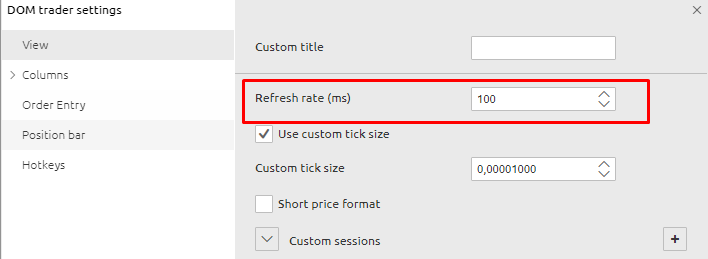 DOM trader settings
View
Columns
Order Entry
Position bar
Hotkeys
Custom title
Refresh rate (ms) 100
Use custom tick size
Custom tick size 0,00001000
Short price format
Custom sessions